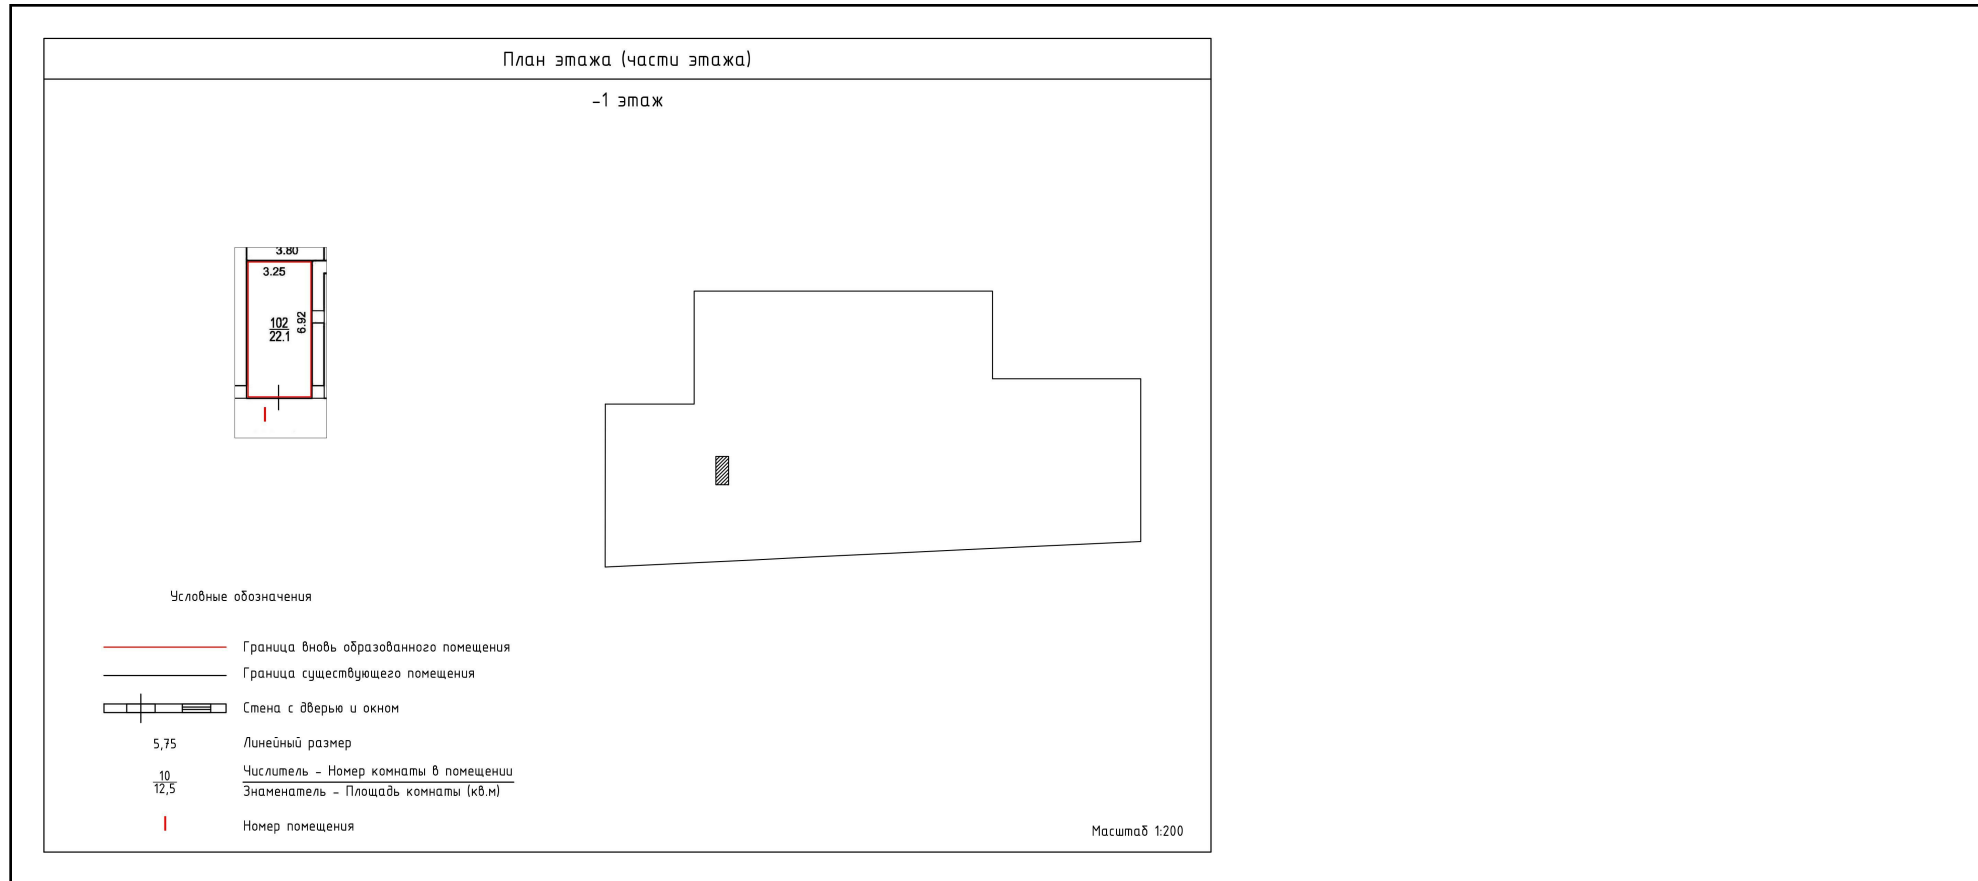 План этажа (части этажа)
-1 этаж
3.80
3.25
6.92
102
22.1
I
Условные обозначения
Граница вновь образованного помещения
Граница существующего помещения
Стена с дверью и окном
5,75 Линейный размер
10 Числитель - Номер комнаты в помещении
12,5 Знаменатель - Площадь комнаты (кв.м)
I Номер помещения
Масштаб 1:200